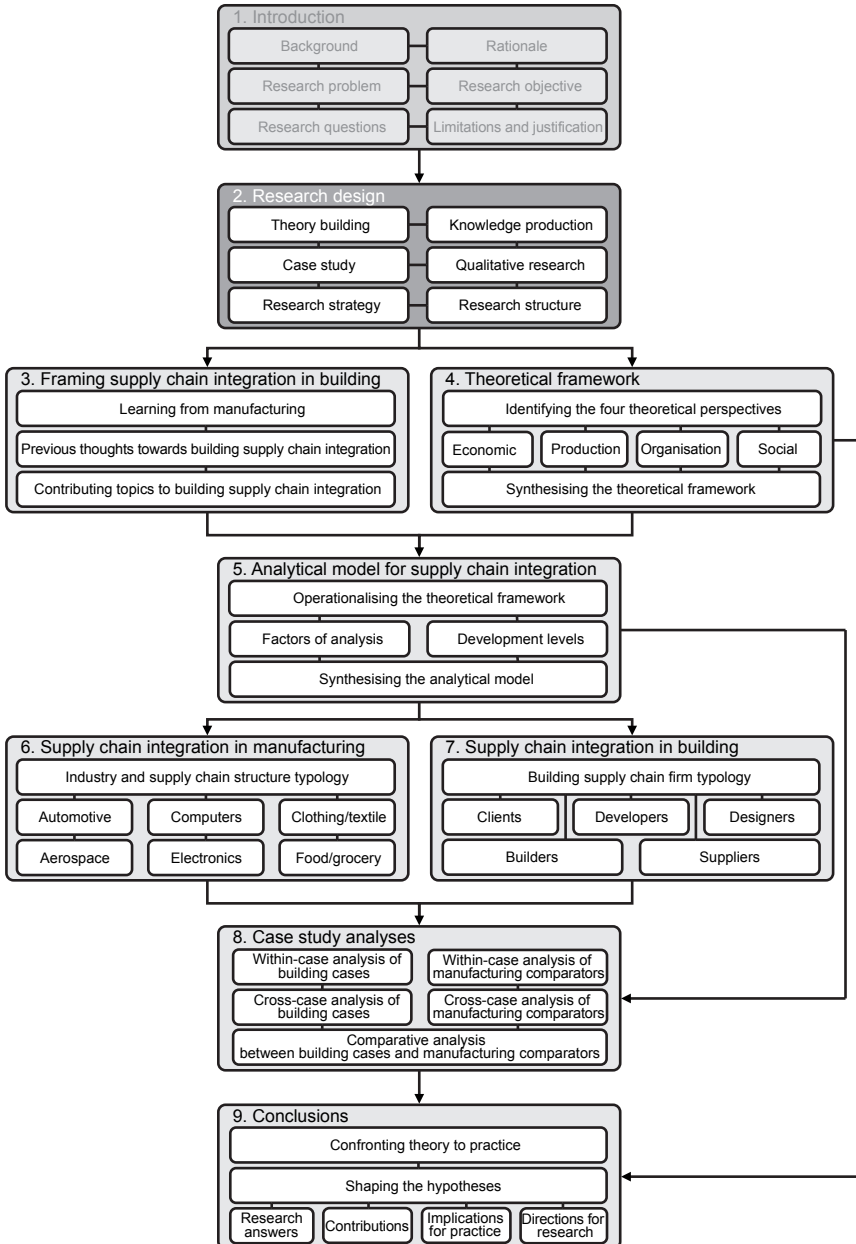 1. Introduction
Background
Rationale
Research problem
Research objective
Research questions
Limitations and justification
2. Research design
Theory building
Knowledge production
Case study
Qualitative research
Research strategy
Research structure
3. Framing supply chain integration in building
Learning from manufacturing
Previous thoughts towards building supply chain integration
Contributing topics to building supply chain integration
4. Theoretical framework
Identifying the four theoretical perspectives
Economic
Production
Organisation
Social
Synthesising the theoretical framework
5. Analytical model for supply chain integration
Operationalising the theoretical framework
Factors of analysis
Development levels
Synthesising the analytical model
6. Supply chain integration in manufacturing
Industry and supply chain structure typology
Automotive
Computers
Clothing/textile
Aerospace
Electronics
Food/grocery
7. Supply chain integration in building
Building supply chain firm typology
Clients
Developers
Designers
Builders
Suppliers
8. Case study analyses
Within-case analysis of
building cases
Within-case analysis of
manufacturing comparators
Cross-case analysis of
building cases
Cross-case analysis of
manufacturing comparators
Comparative analysis
between building cases and manufacturing comparators
9. Conclusions
Confronting theory to practice
Shaping the hypotheses
Research
answers
Contributions
Implications
for practice
Directions for
research